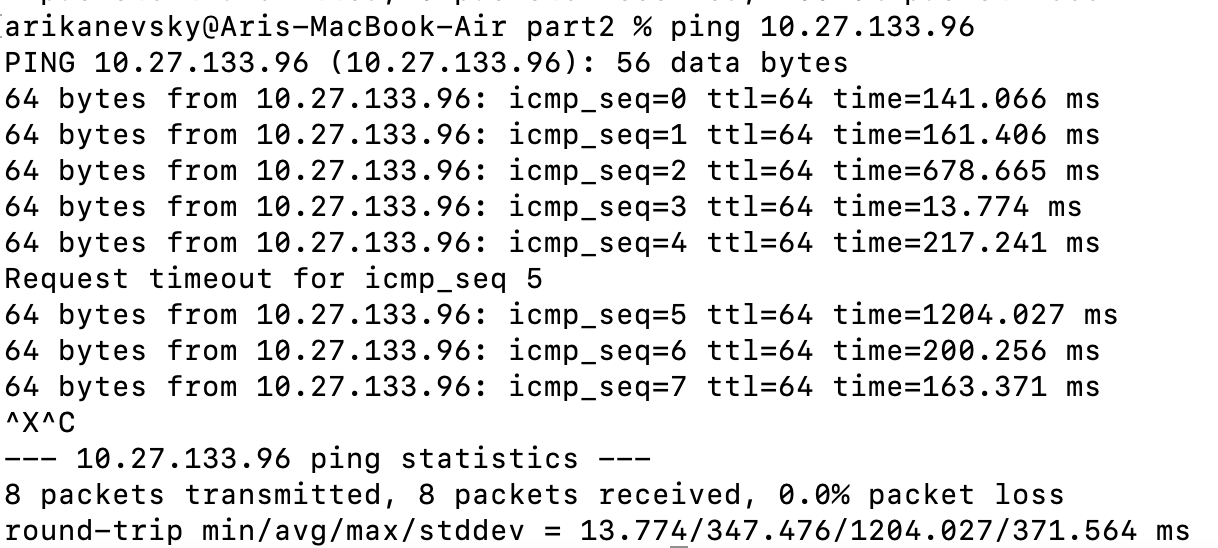 arikanevsky@Aris-MacBook-Air part2 % ping 10.27.133.96
PING 10.27.133.96 (10.27.133.96): 56 data bytes
64 bytes from 10.27.133.96: icmp_seq=0 ttl=64 time=141.066 ms
64 bytes from 10.27.133.96: icmp_seq=1 ttl=64 time=161.406 ms
64 bytes from 10.27.133.96: icmp_seq=2 ttl=64 time=678.665 ms
64 bytes from 10.27.133.96: icmp_seq=3 ttl=64 time=13.774 ms
64 bytes from 10.27.133.96: icmp_seq=4 ttl=64 time=217.241 ms
Request timeout for icmp_seq 5
64 bytes from 10.27.133.96: icmp_seq=5 ttl=64 time=1204.027 ms
64 bytes from 10.27.133.96: icmp_seq=6 ttl=64 time=200.256 ms
64 bytes from 10.27.133.96: icmp_seq=7 ttl=64 time=163.371 ms
^X^C
--- 10.27.133.96 ping statistics ---
8 packets transmitted, 8 packets received, 0.0% packet loss
round-trip min/avg/max/stddev = 13.774/347.476/1204.027/371.564 ms